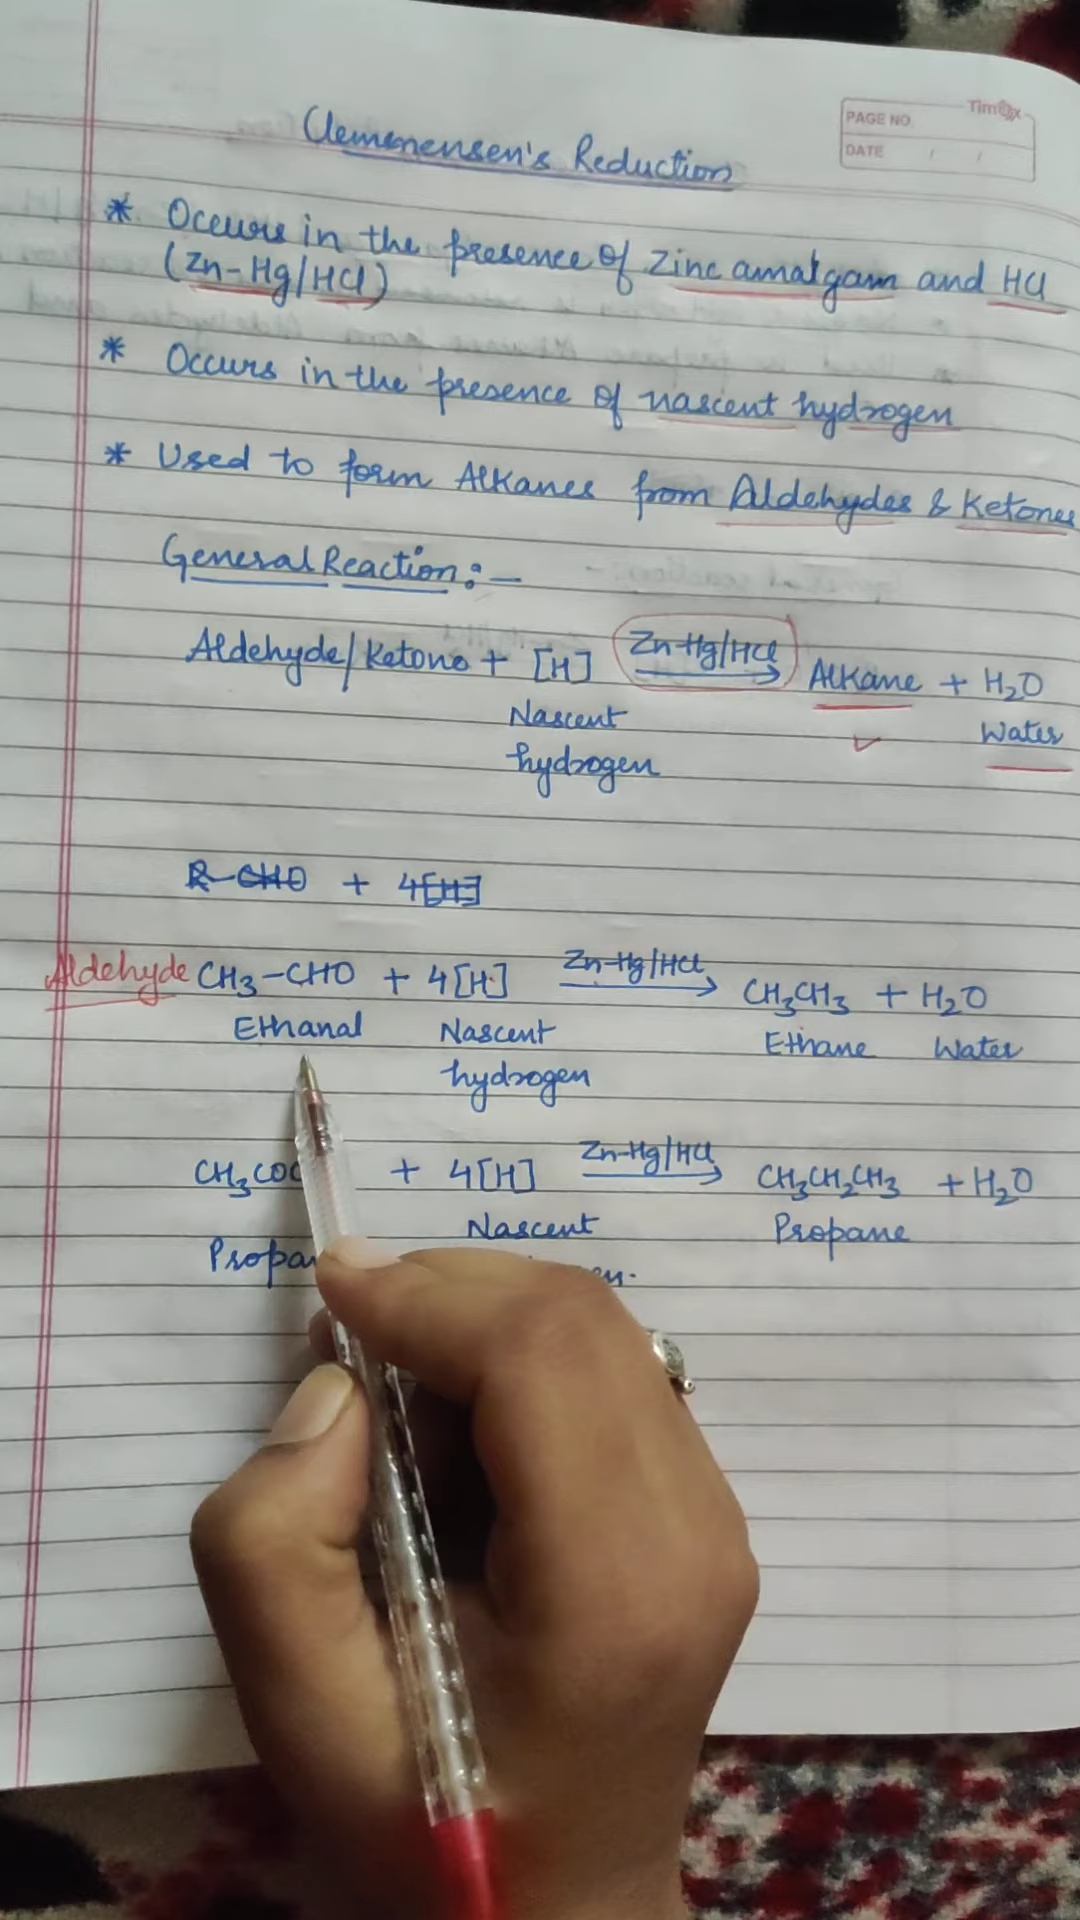 TimEx
PAGE NO.
DATE / /
Clemmensen's Reduction
* Occurs in the presence of zinc amalgam and HCl
(Zn-Hg/HCl)
* Occurs in the presence of nascent hydrogen
* Used to form Alkanes from Aldehydes & Ketones
General Reaction:-
Aldehyde/Ketone + [H] Zn-Hg/HCl → Alkane + H₂O
Nascent Water
hydrogen
R-CHO + 4[H]
Aldehyde CH₃-CHO + 4[H] Zn-Hg/HCl → CH₃CH₃ + H₂O
Ethanal Nascent Ethane Water
hydrogen
CH₃CO + 4[H] Zn-Hg/HCl → CH₃CH₂CH₃ + H₂O
Propan Nascent Propane